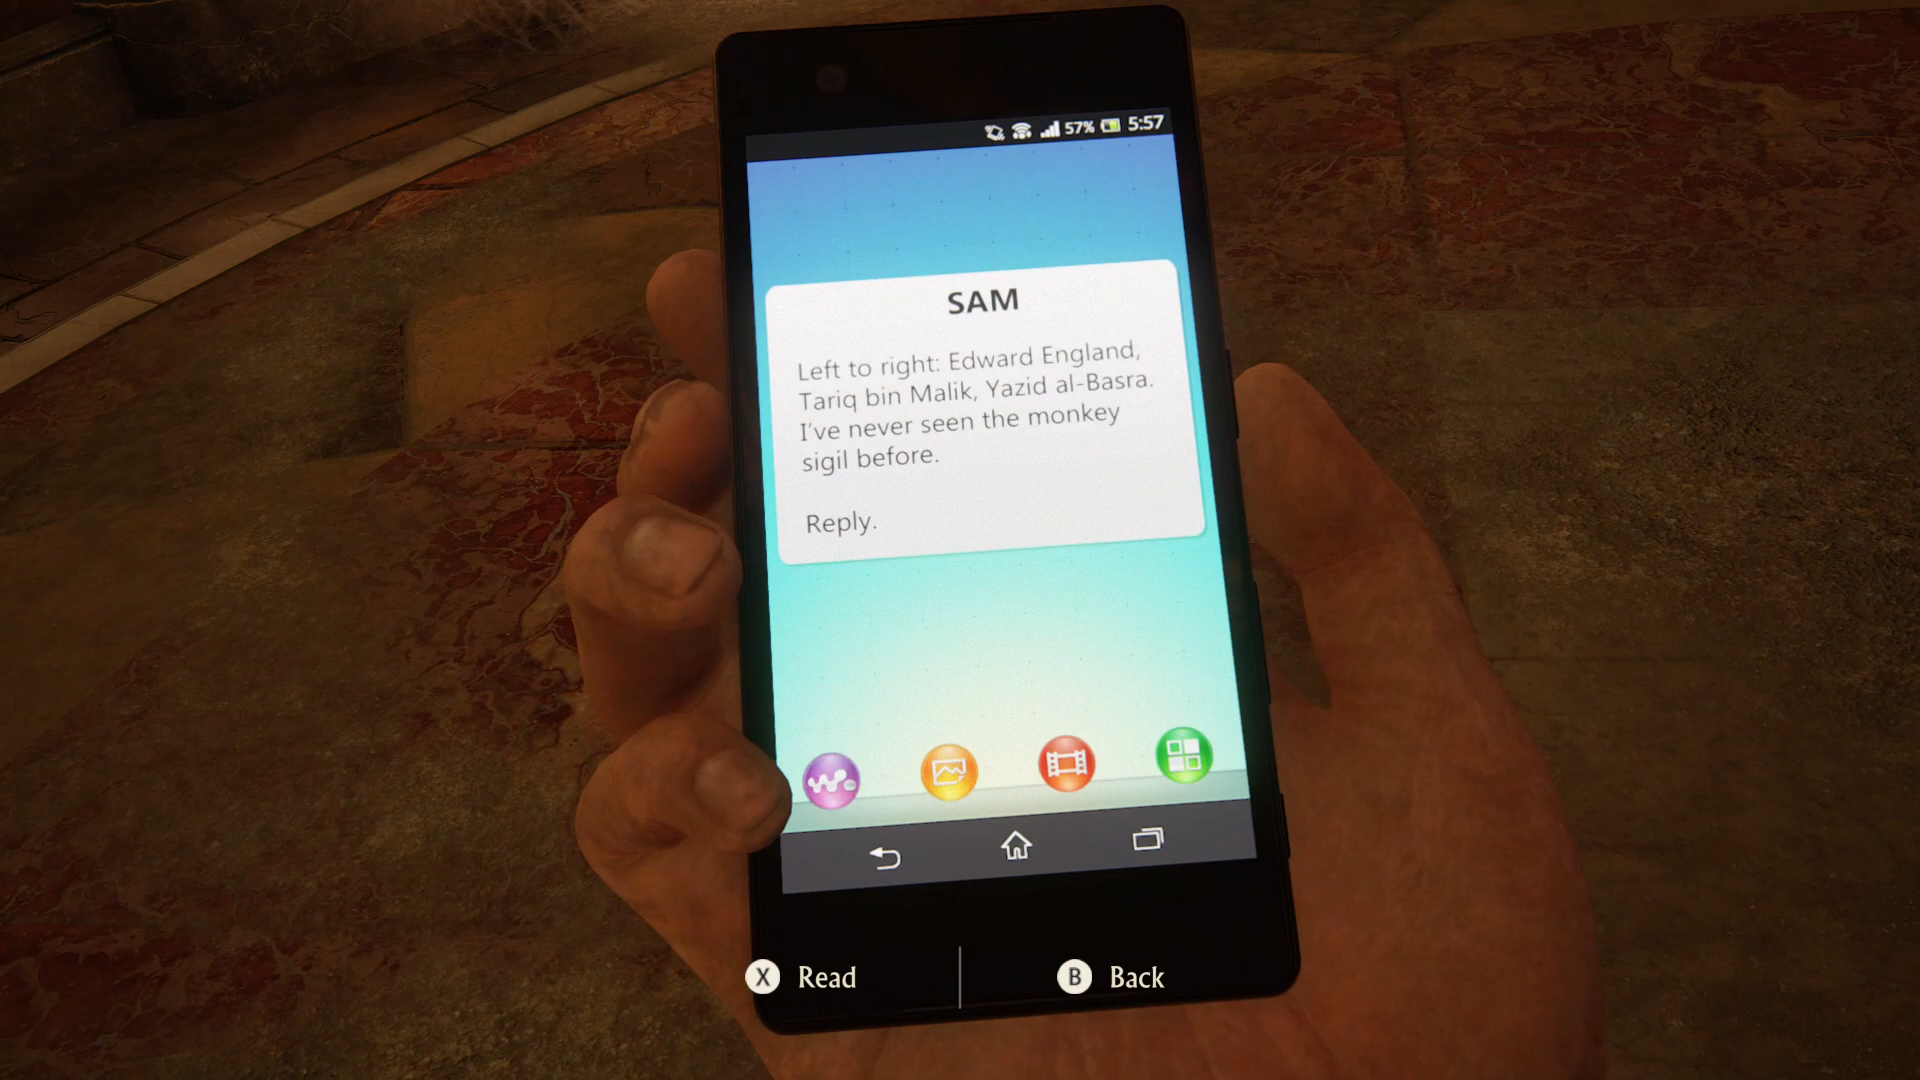 57% 5:57
SAM
Left to right: Edward England,
Tariq bin Malik, Yazid al-Basra.
I've never seen the monkey
sigil before.
Reply.
X Read B Back